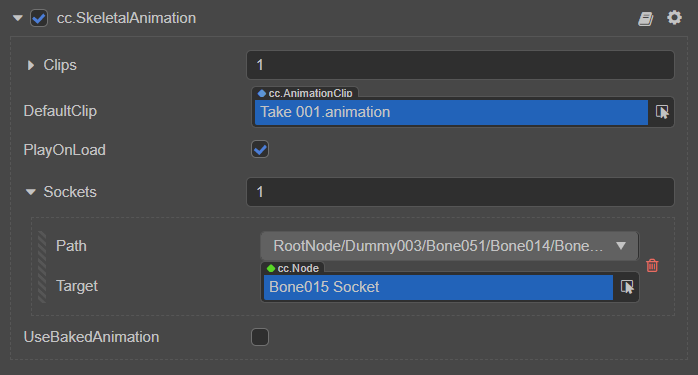 cc.SkeletalAnimation
Clips 1
cc.AnimationClip
DefaultClip Take 001.animation
PlayOnLoad
Sockets 1
Path RootNode/Dummy003/Bone051/Bone014/Bone...
cc.Node
Target Bone015 Socket
UseBakedAnimation